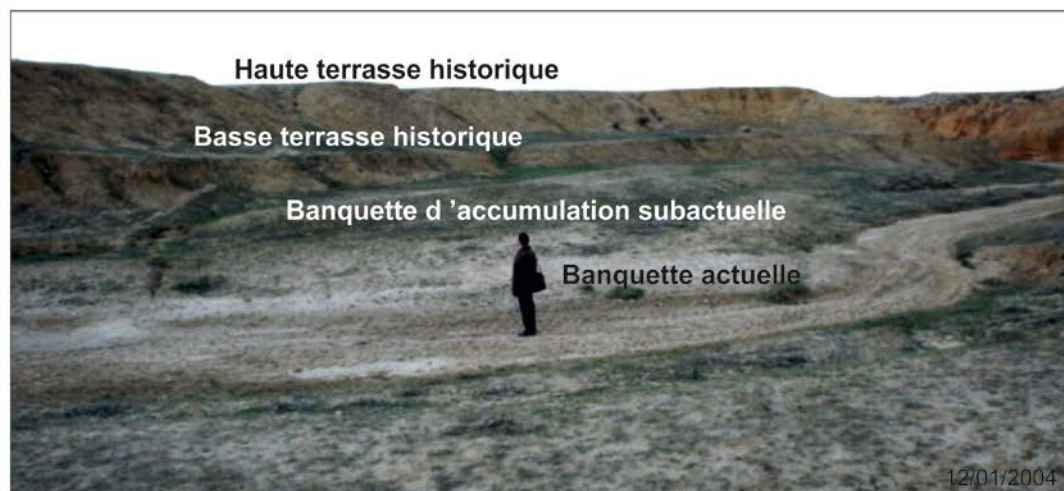 Haute terrasse historique
Basse terrasse historique
Banquette d ’accumulation subactuelle
Banquette actuelle
12/01/2004